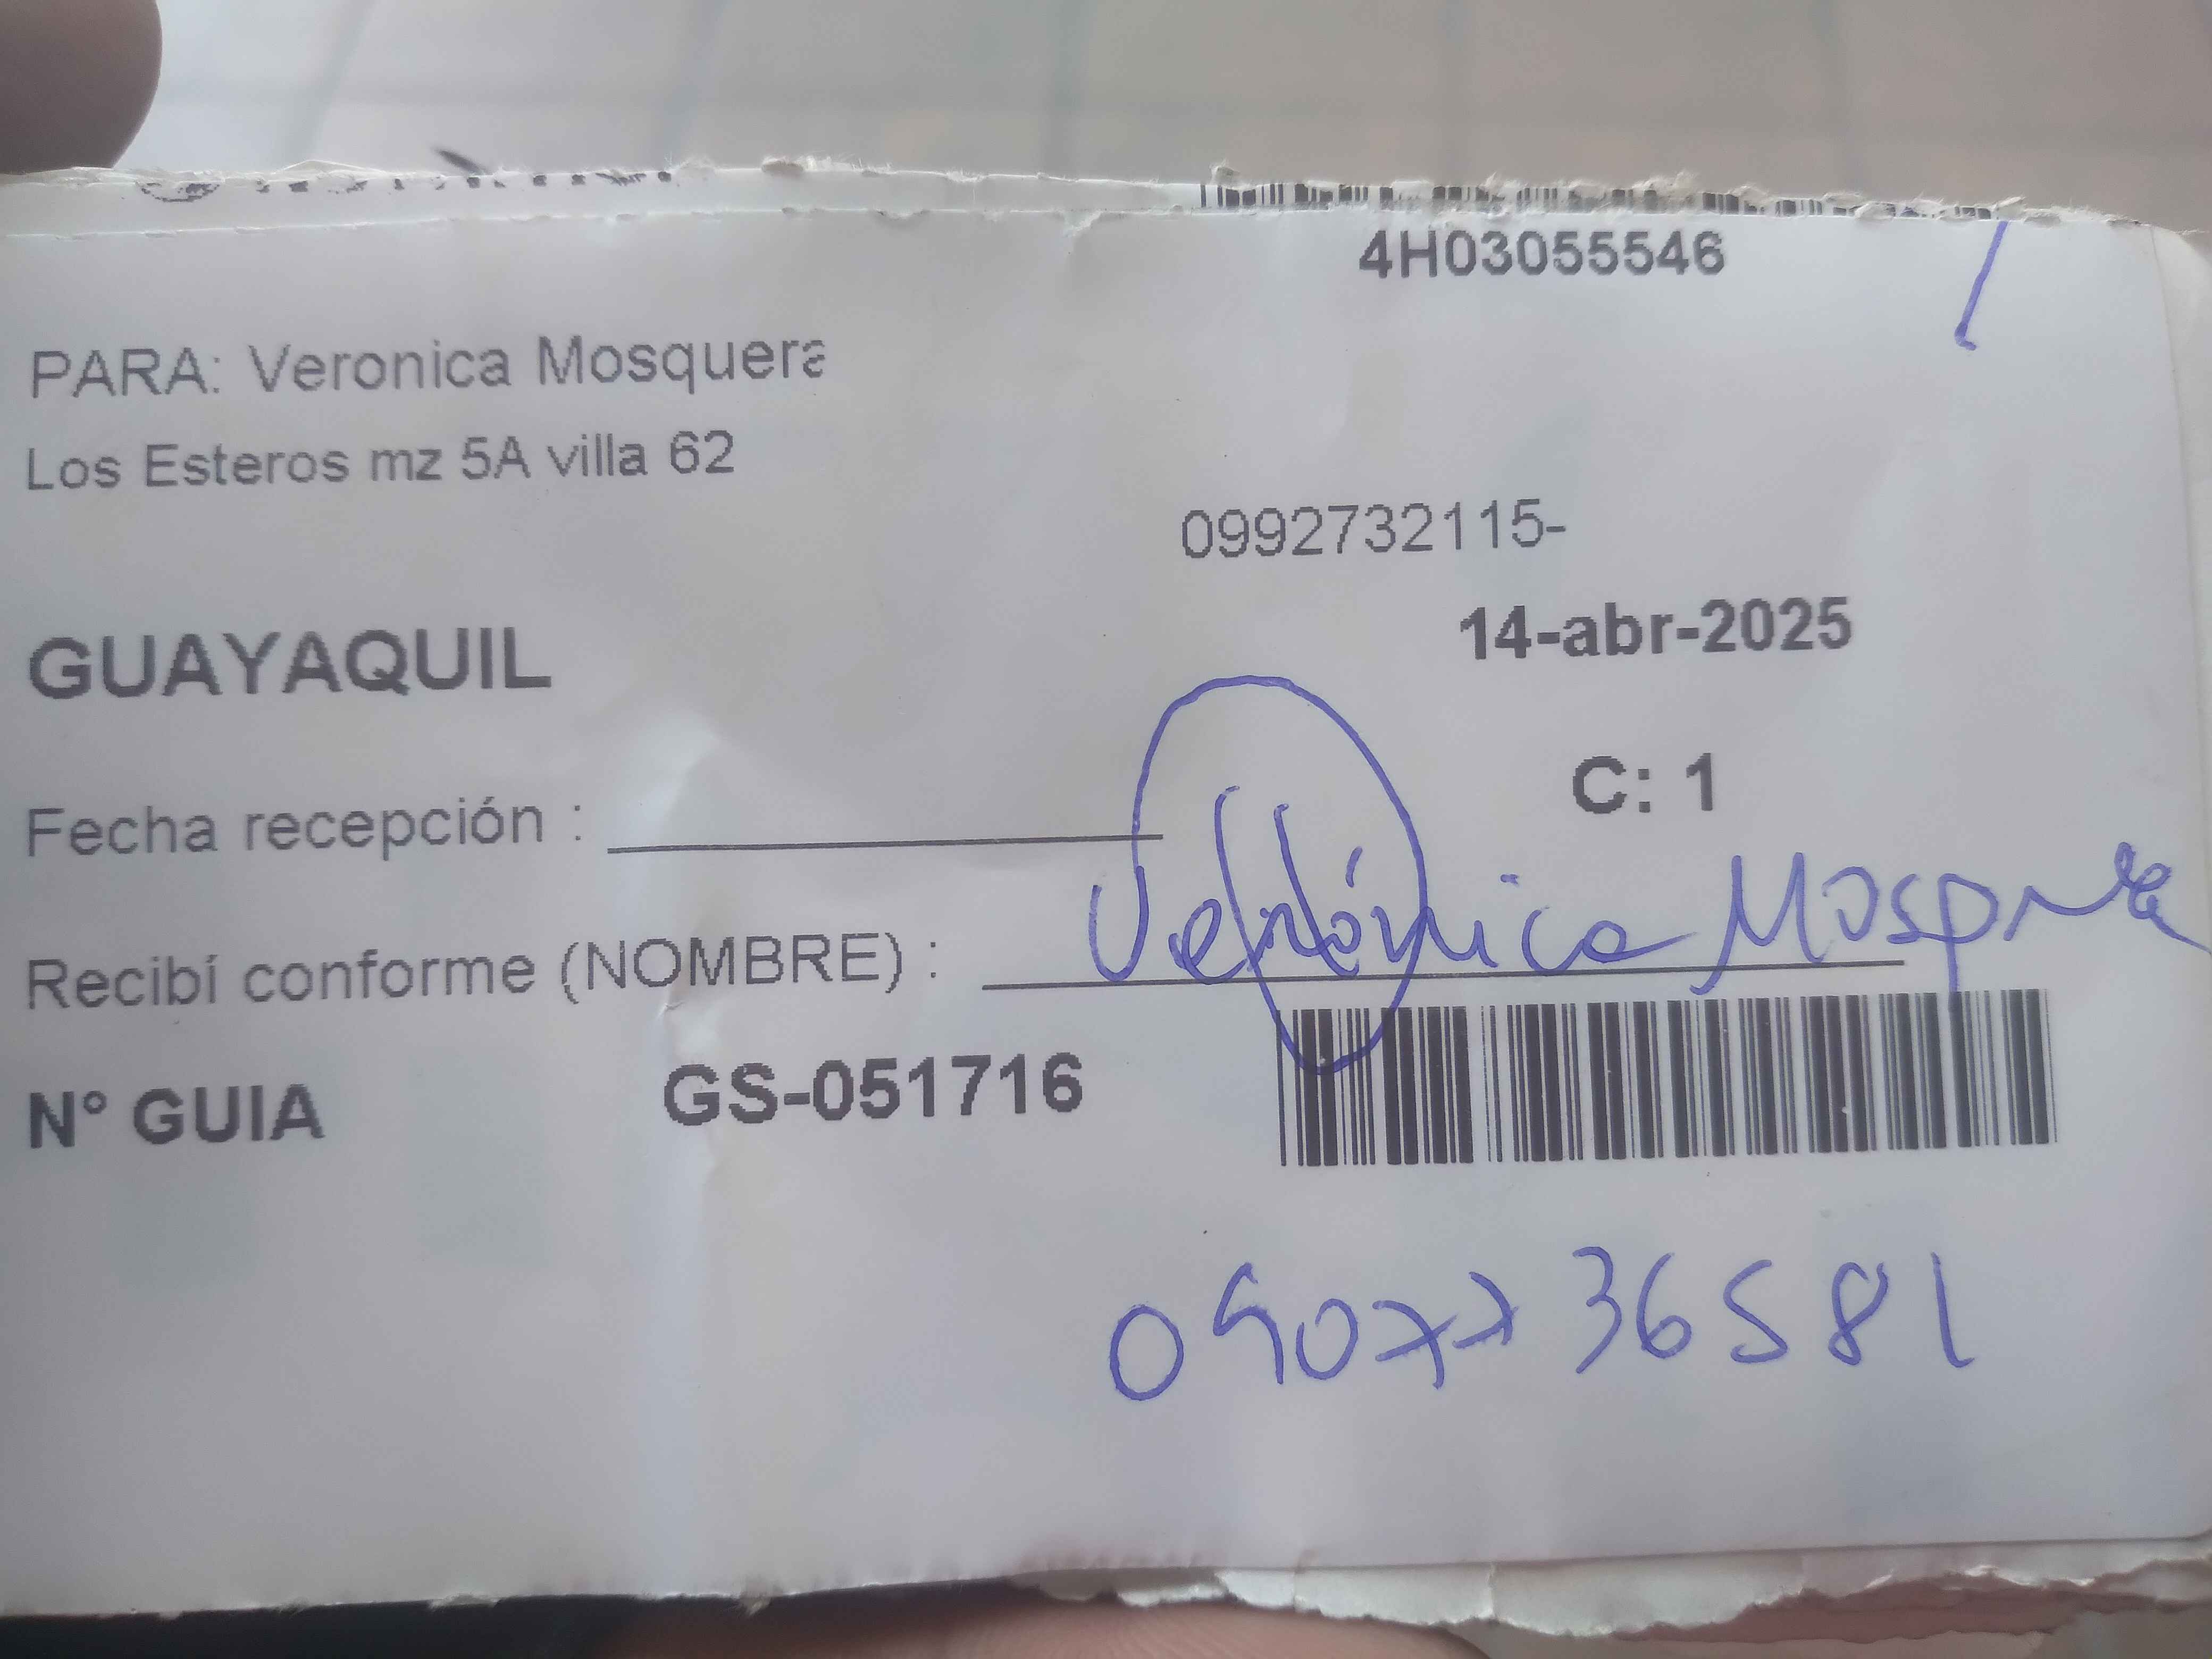 4H03055546
PARA: Veronica Mosquera
Los Esteros mz 5A villa 62
0992732115-
14-abr-2025
GUAYAQUIL
C: 1
Fecha recepción :
Recibí conforme (NOMBRE) : Verónica Mosquera
N° GUIA GS-051716
0907736581